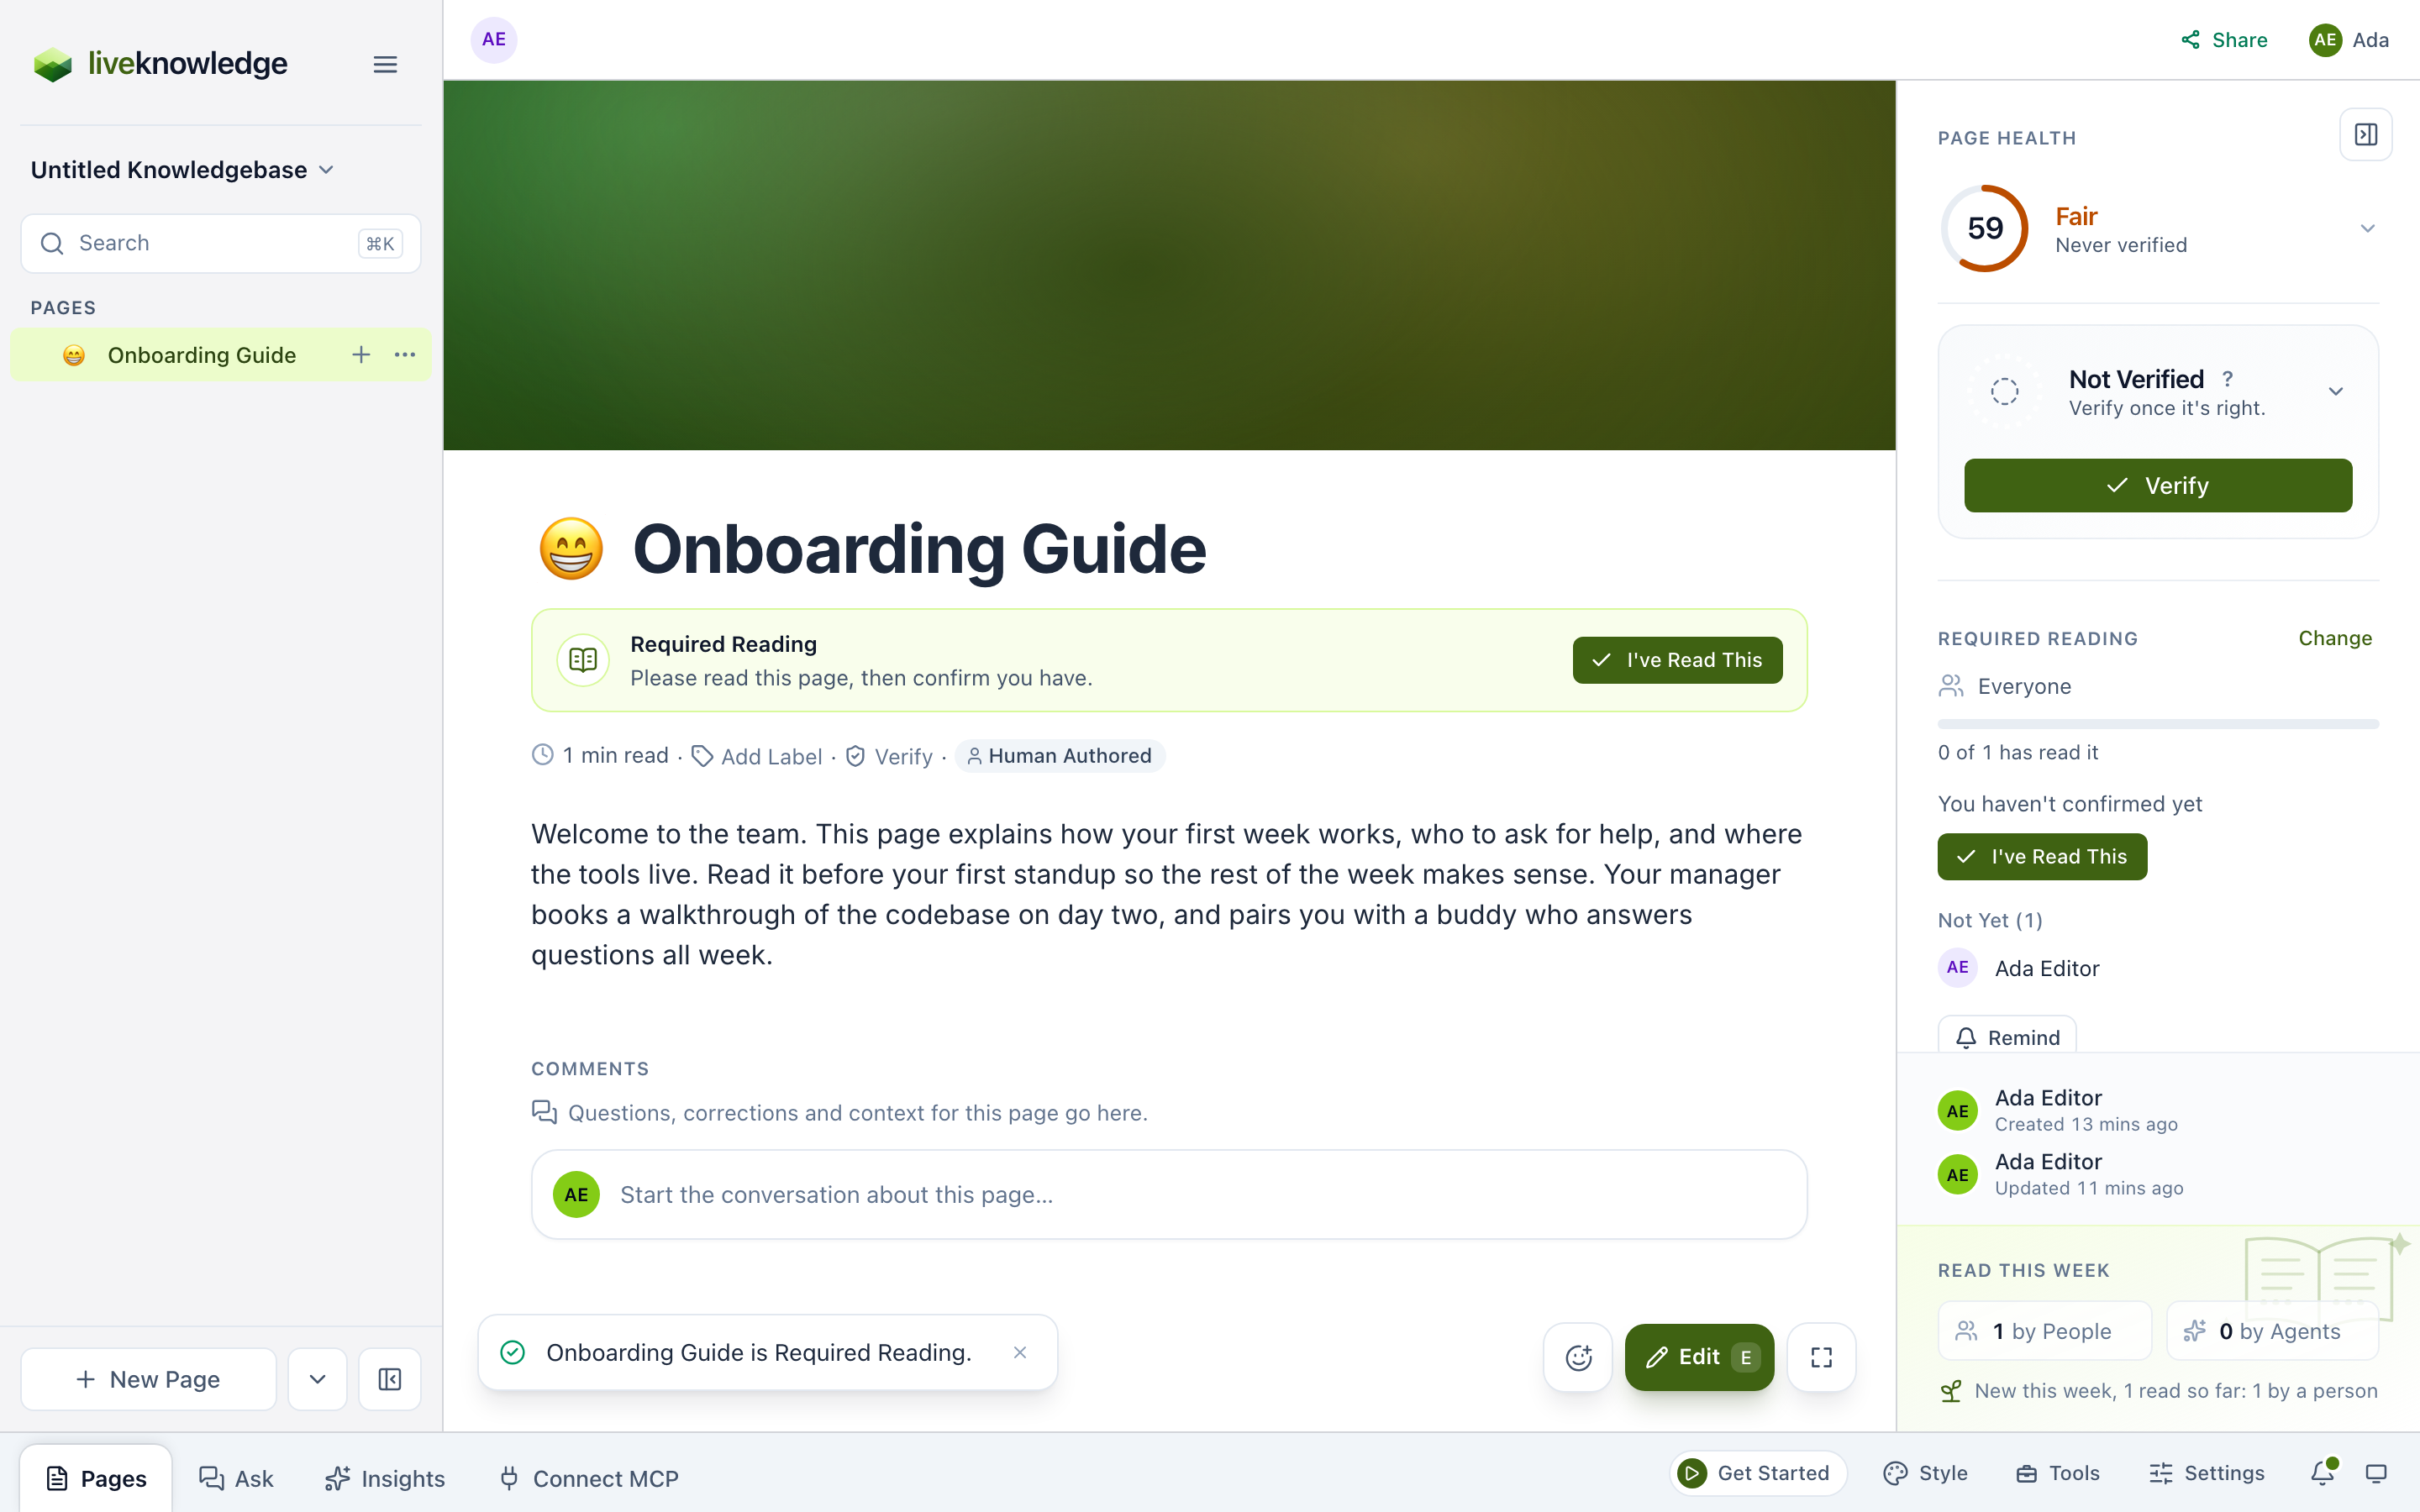 liveknowledge
Untitled Knowledgebase
Search ⌘K
PAGES
Onboarding Guide
New Page
AE
Share
AE Ada
Onboarding Guide
Required Reading
Please read this page, then confirm you have.
I've Read This
1 min read · Add Label · Verify · Human Authored
Welcome to the team. This page explains how your first week works, who to ask for help, and where
the tools live. Read it before your first standup so the rest of the week makes sense. Your manager
books a walkthrough of the codebase on day two, and pairs you with a buddy who answers
questions all week.
COMMENTS
Questions, corrections and context for this page go here.
AE Start the conversation about this page...
Onboarding Guide is Required Reading.
Edit E
PAGE HEALTH
59
Fair
Never verified
Not Verified ?
Verify once it's right.
Verify
REQUIRED READING Change
Everyone
0 of 1 has read it
You haven't confirmed yet
I've Read This
Not Yet (1)
AE Ada Editor
Remind
AE Ada Editor
Created 13 mins ago
AE Ada Editor
Updated 11 mins ago
READ THIS WEEK
1 by People
0 by Agents
New this week, 1 read so far: 1 by a person
Pages
Ask
Insights
Connect MCP
Get Started
Style
Tools
Settings